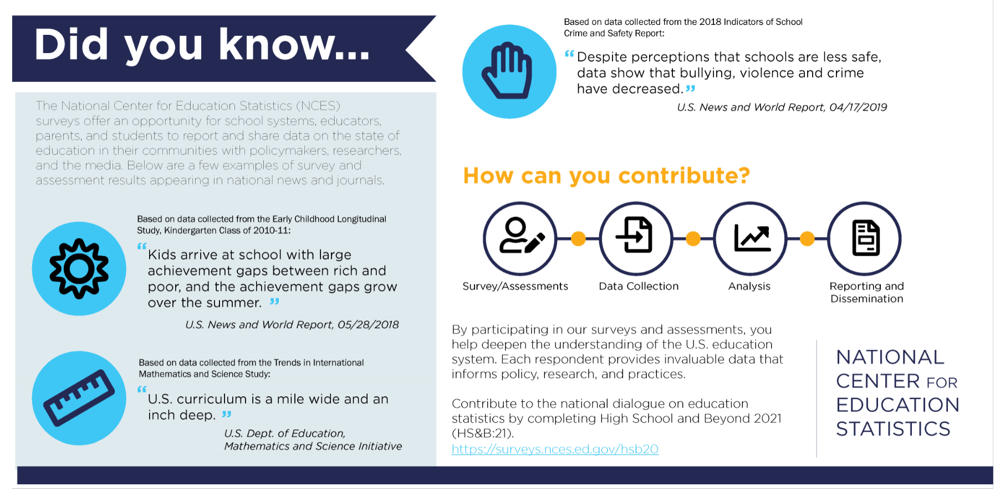 Did you know...
The National Center for Education Statistics (NCES)
surveys offer an opportunity for school systems, educators,
parents, and students to report and share data on the state of
education in their communities with policymakers, researchers,
and the media. Below are a few examples of survey and
assessment results appearing in national news and journals.
Based on data collected from the Early Childhood Longitudinal
Study, Kindergarten Class of 2010-11:
“Kids arrive at school with large
achievement gaps between rich and
poor, and the achievement gaps grow
over the summer. ”
U.S. News and World Report, 05/28/2018
Based on data collected from the Trends in International
Mathematics and Science Study:
“U.S. curriculum is a mile wide and an
inch deep. ”
U.S. Dept. of Education,
Mathematics and Science Initiative
Based on data collected from the 2018 Indicators of School
Crime and Safety Report:
“Despite perceptions that schools are less safe,
data show that bullying, violence and crime
have decreased.”
U.S. News and World Report, 04/17/2019
How can you contribute?
Survey/Assessments
Data Collection
Analysis
Reporting and
Dissemination
By participating in our surveys and assessments, you
help deepen the understanding of the U.S. education
system. Each respondent provides invaluable data that
informs policy, research, and practices.
Contribute to the national dialogue on education
statistics by completing High School and Beyond 2021
(HS&B:21).
https://surveys.nces.ed.gov/hsb20
NATIONAL
CENTER FOR
EDUCATION
STATISTICS